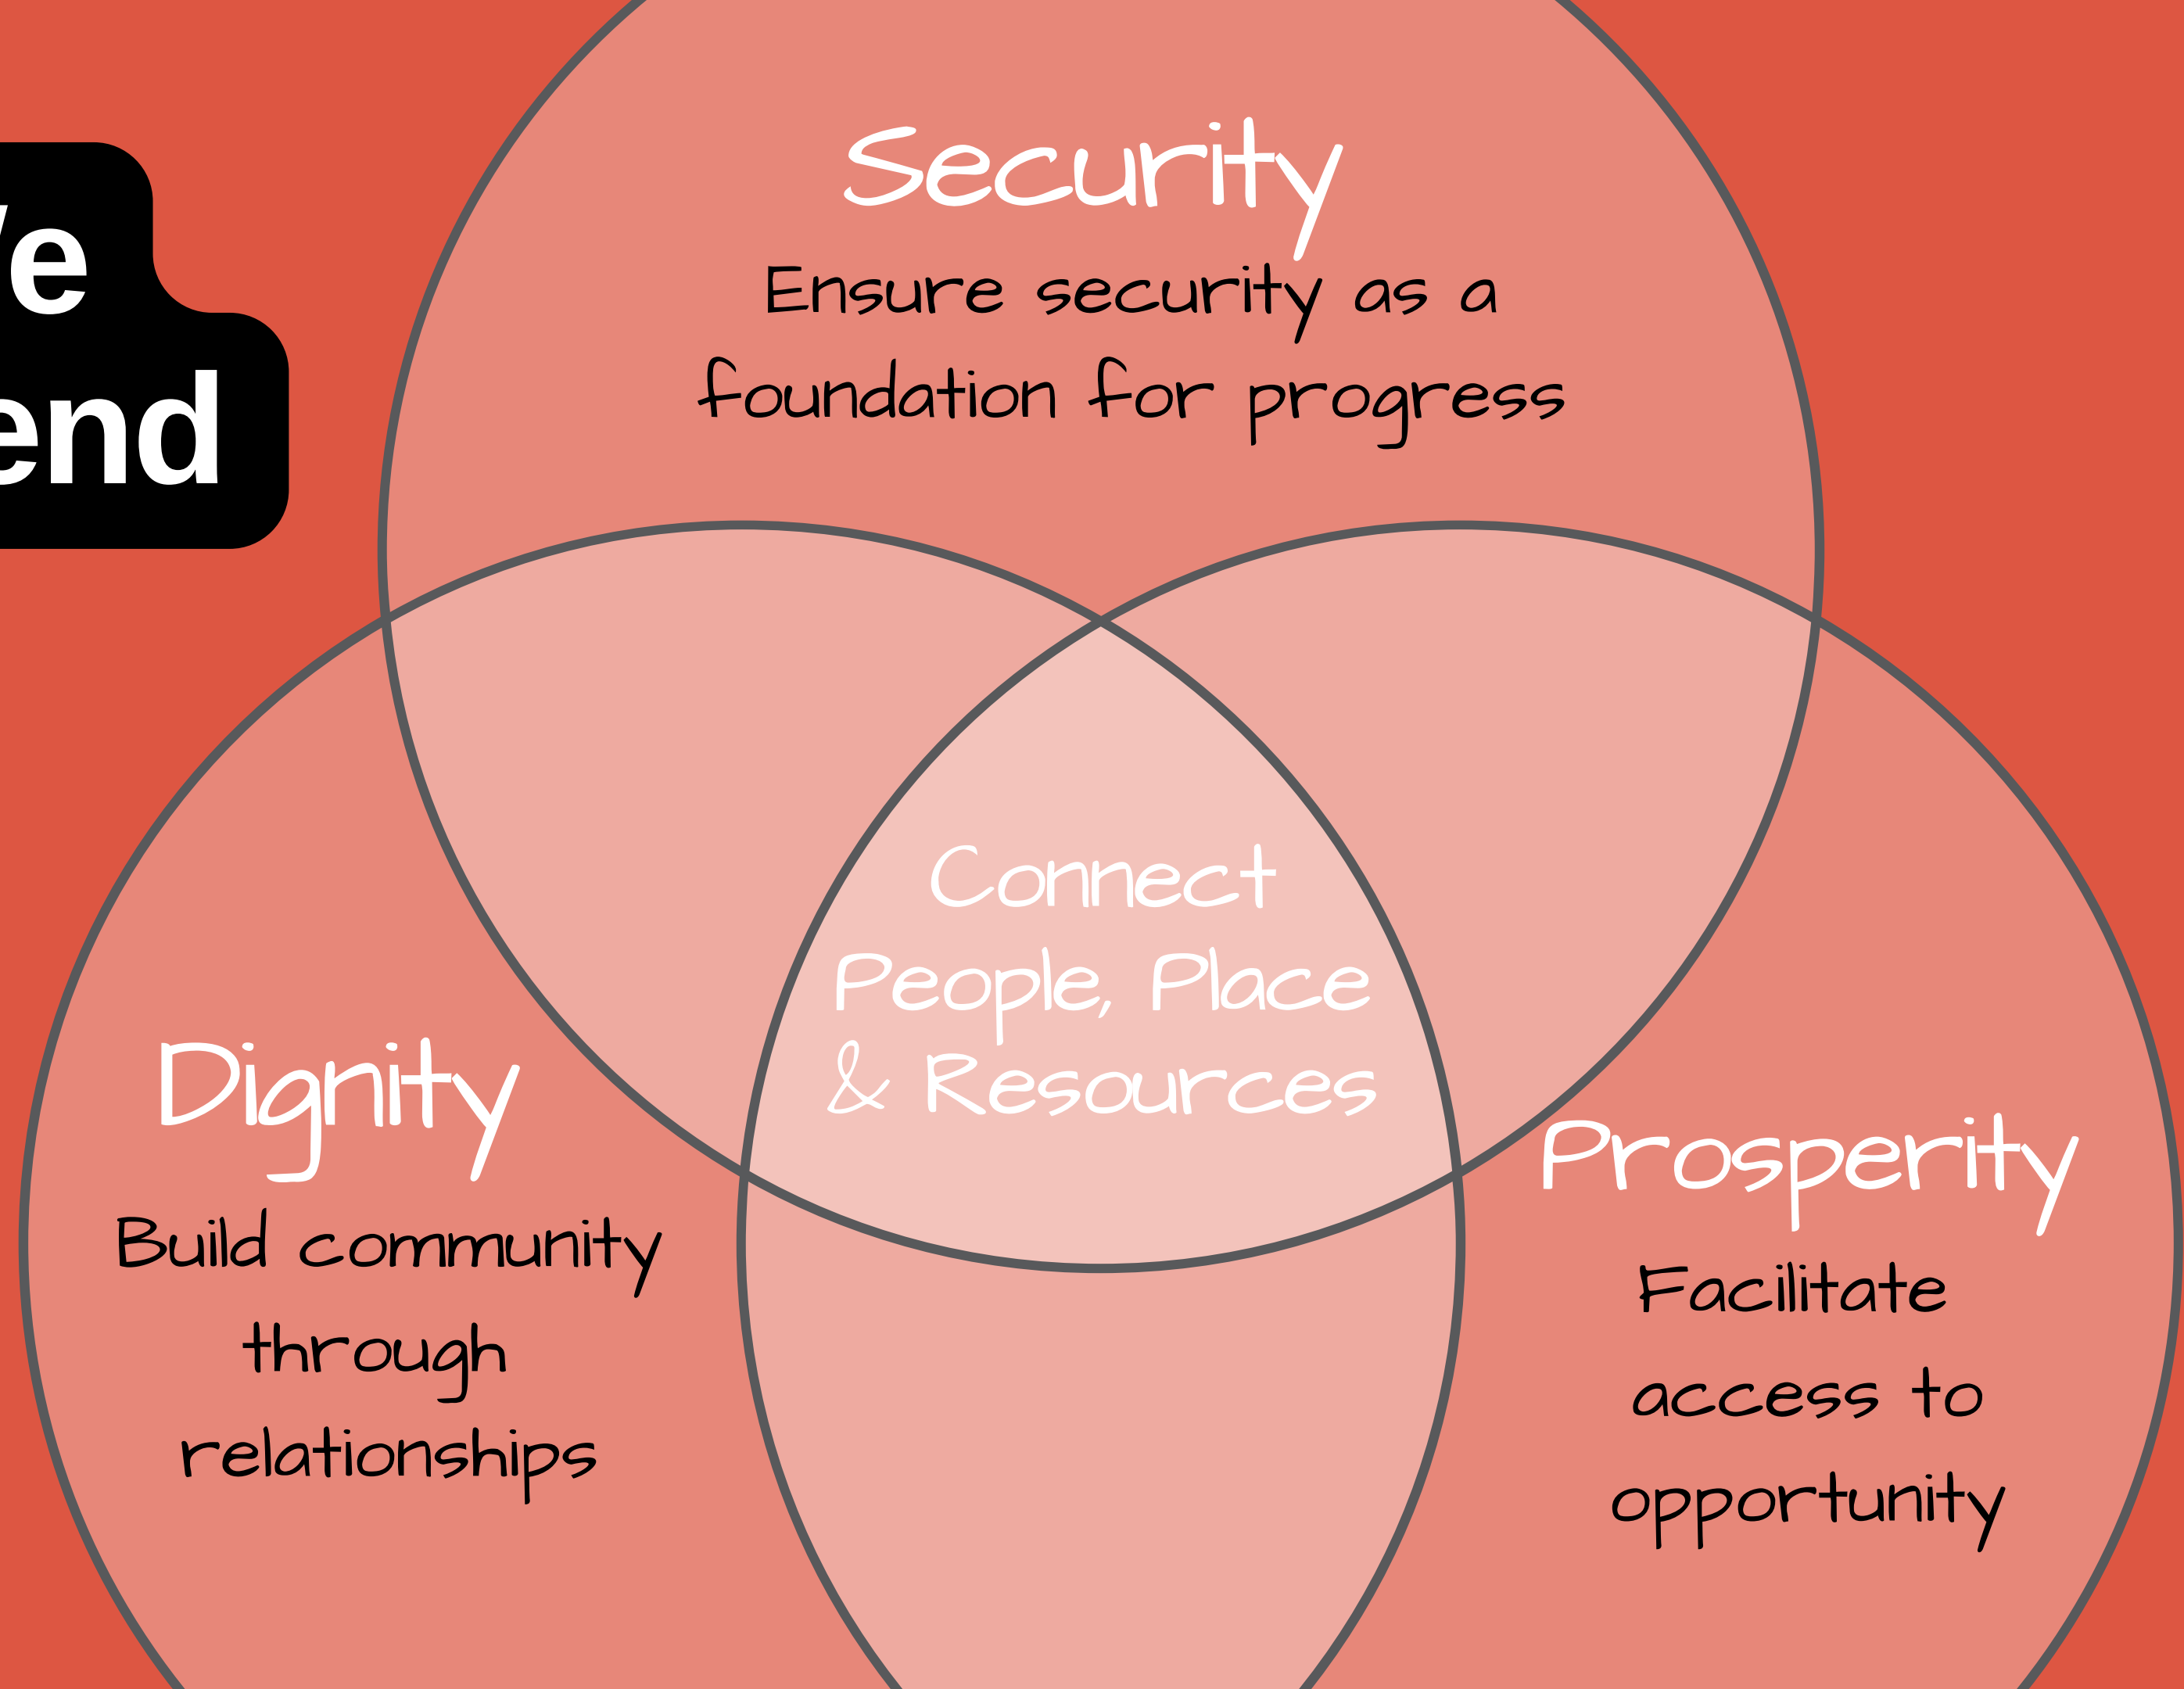 e
end
Security
Ensure security as a
foundation for progress
Connect
People, Place
& Resources
Dignity
Build community
through
relationships
Prosperity
Facilitate
access to
opportunity